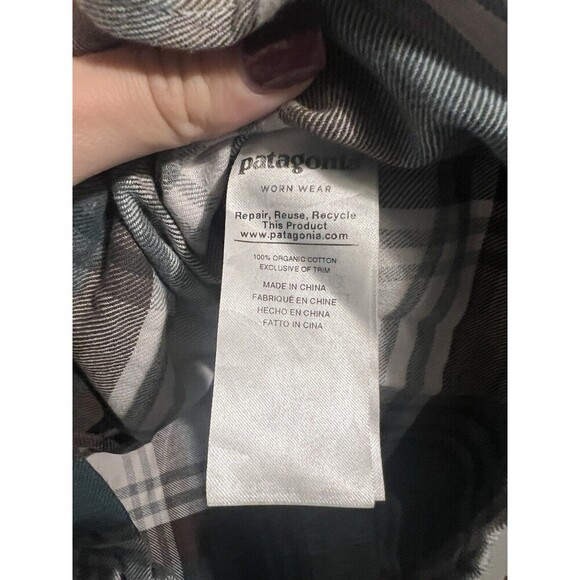 patagonia
WORN WEAR
Repair, Reuse, Recycle
This Product
www.patagonia.com
100% ORGANIC COTTON
EXCLUSIVE OF TRIM
MADE IN CHINA
FABRIQUÉ EN CHINE
HECHO EN CHINA
FATTO IN CINA